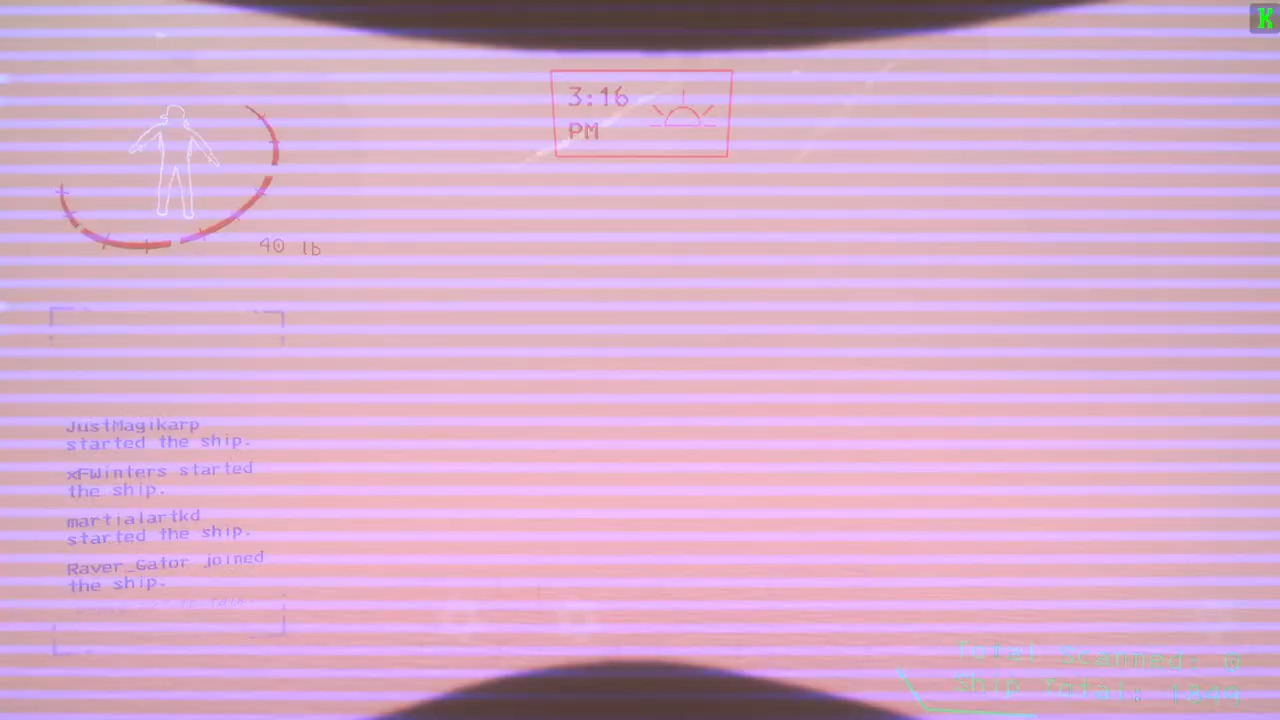 K
3:16
PM
40 lb
JustMagikarp
started the ship.
xFWinters started
the ship.
martialartkd
started the ship.
Raver_Gator joined
the ship.
Total Scanned: 0
Ship Total: 1844